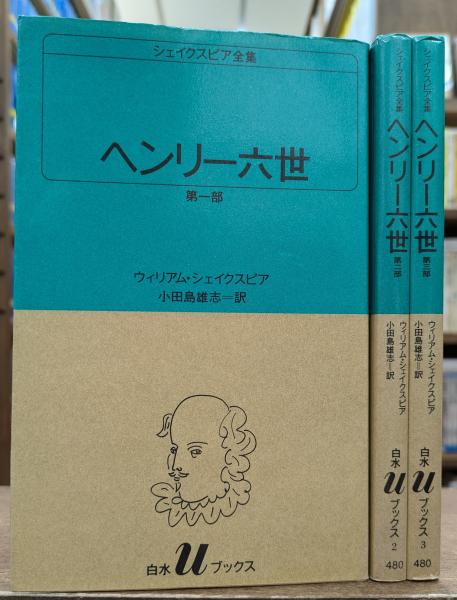 シェイクスピア全集
ヘンリー六世
第一部
ウィリアム・シェイクスピア
小田島雄志=訳
白水uブックス
シェイクスピア全集
ヘンリー六世
第二部
ウィリアム・シェイクスピア
小田島雄志=訳
白水
u
ブックス
2
480
シェイクスピア全集
ヘンリー六世
第三部
ウィリアム・シェイクスピア
小田島雄志=訳
白水
u
ブックス
3
480